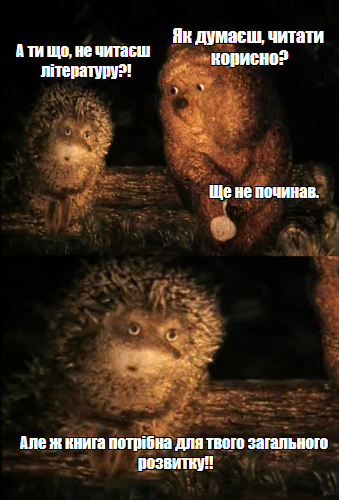 Як думаєш, читати
корисно?
А ти що, не читаєш
літературу?!
Ще не починав.
Але ж книга потрібна для твого загального
розвитку!!